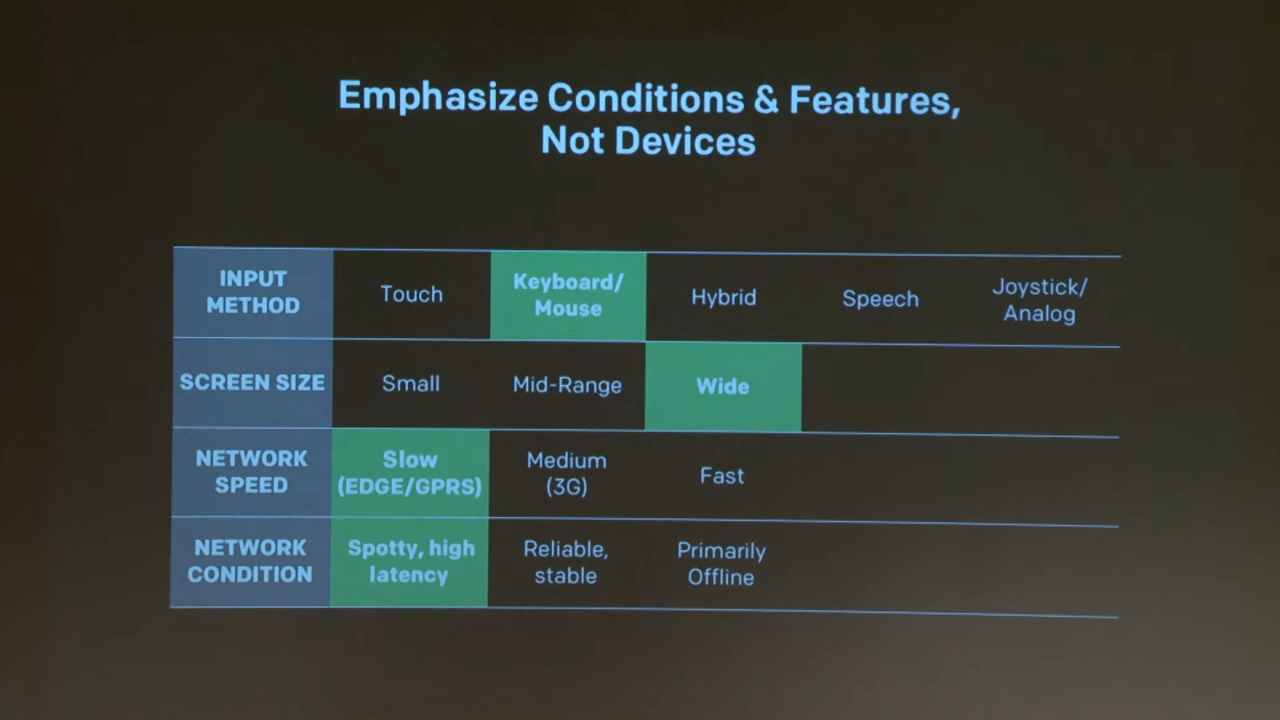 Emphasize Conditions & Features,
Not Devices
INPUT
METHOD
Touch
Keyboard/
Mouse
Hybrid
Speech
Joystick/
Analog
SCREEN SIZE
Small
Mid-Range
Wide
NETWORK
SPEED
Slow
(EDGE/GPRS)
Medium
(3G)
Fast
NETWORK
CONDITION
Spotty, high
latency
Reliable,
stable
Primarily
Offline